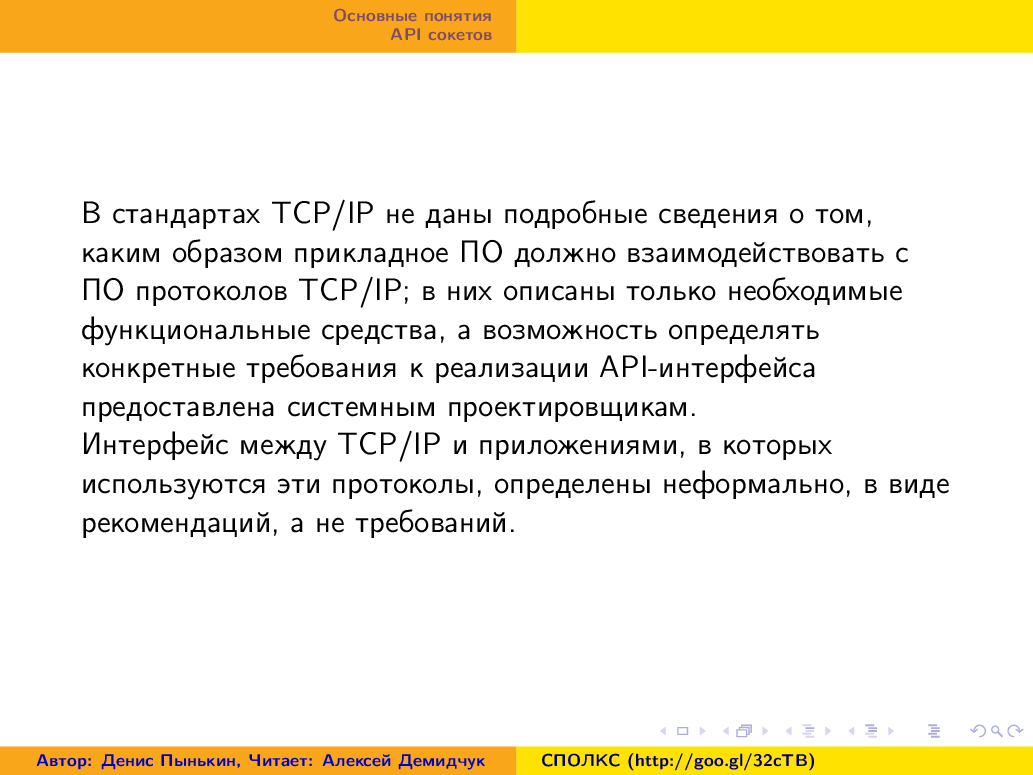 Основные понятия
API сокетов
В стандартах TCP/IP не даны подробные сведения о том,
каким образом прикладное ПО должно взаимодействовать с
ПО протоколов TCP/IP; в них описаны только необходимые
функциональные средства, а возможность определять
конкретные требования к реализации API-интерфейса
предоставлена системным проектировщикам.
Интерфейс между TCP/IP и приложениями, в которых
используются эти протоколы, определены неформально, в виде
рекомендаций, а не требований.
Автор: Денис Пынькин, Читает: Алексей Демидчук
СПОЛКС (http://goo.gl/32cTB)